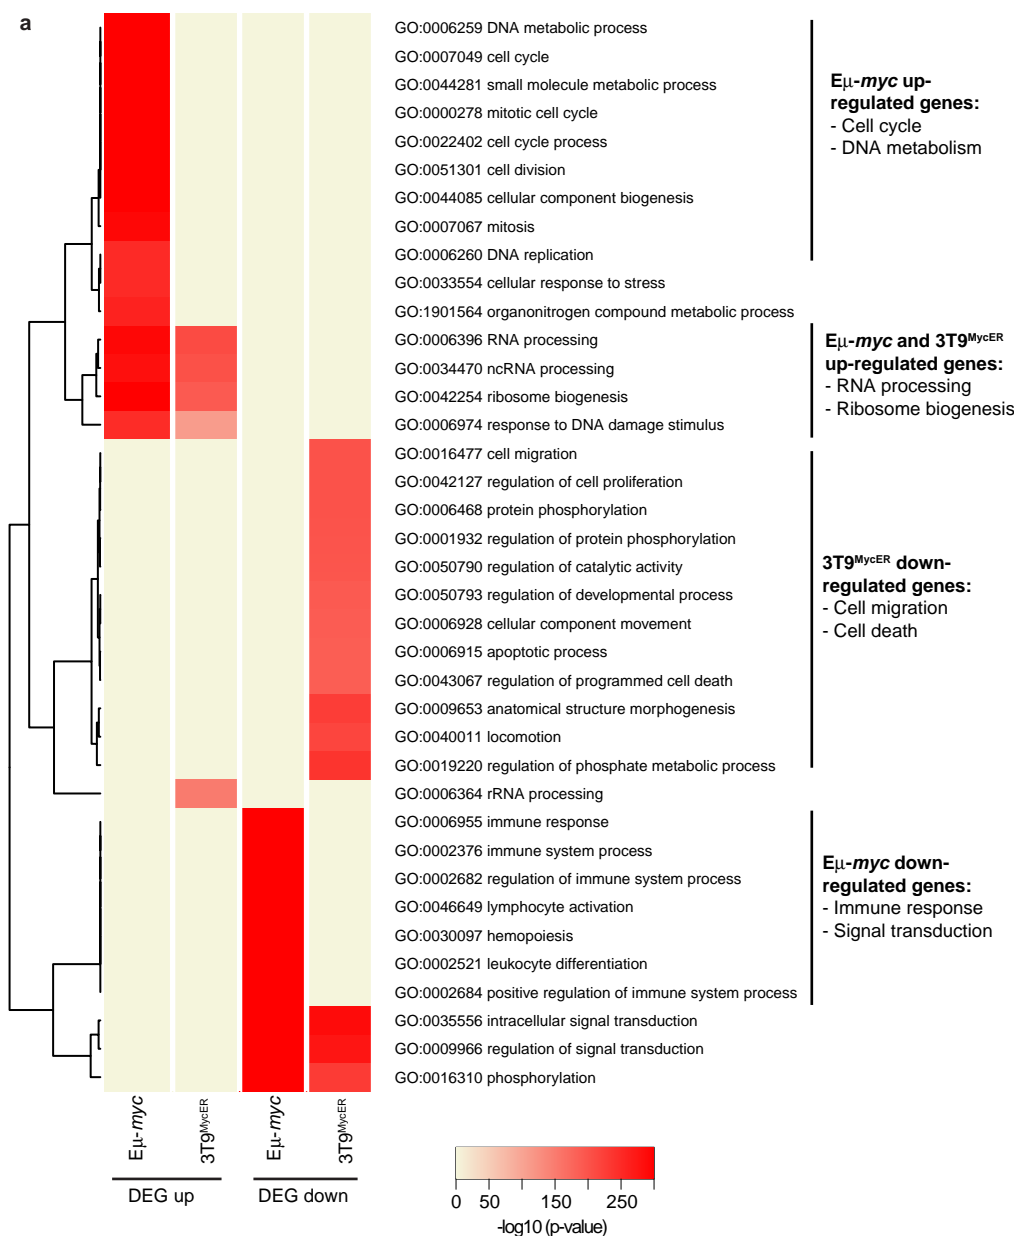 a
GO:0006259 DNA metabolic process
GO:0007049 cell cycle
GO:0044281 small molecule metabolic process
GO:0000278 mitotic cell cycle
GO:0022402 cell cycle process
GO:0051301 cell division
GO:0044085 cellular component biogenesis
GO:0007067 mitosis
GO:0006260 DNA replication
GO:0033554 cellular response to stress
GO:1901564 organonitrogen compound metabolic process
GO:0006396 RNA processing
GO:0034470 ncRNA processing
GO:0042254 ribosome biogenesis
GO:0006974 response to DNA damage stimulus
GO:0016477 cell migration
GO:0042127 regulation of cell proliferation
GO:0006468 protein phosphorylation
GO:0001932 regulation of protein phosphorylation
GO:0050790 regulation of catalytic activity
GO:0050793 regulation of developmental process
GO:0006928 cellular component movement
GO:0006915 apoptotic process
GO:0043067 regulation of programmed cell death
GO:0009653 anatomical structure morphogenesis
GO:0040011 locomotion
GO:0019220 regulation of phosphate metabolic process
GO:0006364 rRNA processing
GO:0006955 immune response
GO:0002376 immune system process
GO:0002682 regulation of immune system process
GO:0046649 lymphocyte activation
GO:0030097 hemopoiesis
GO:0002521 leukocyte differentiation
GO:0002684 positive regulation of immune system process
GO:0035556 intracellular signal transduction
GO:0009966 regulation of signal transduction
GO:0016310 phosphorylation
Eμ-myc up-
regulated genes:
- Cell cycle
- DNA metabolism
Eμ-myc and 3T9MycER
up-regulated genes:
- RNA processing
- Ribosome biogenesis
3T9MycER down-
regulated genes:
- Cell migration
- Cell death
Eμ-myc down-
regulated genes:
- Immune response
- Signal transduction
Eμ-myc
3T9MycER
Eμ-myc
3T9MycER
DEG up
DEG down
0 50 150 250
-log10 (p-value)